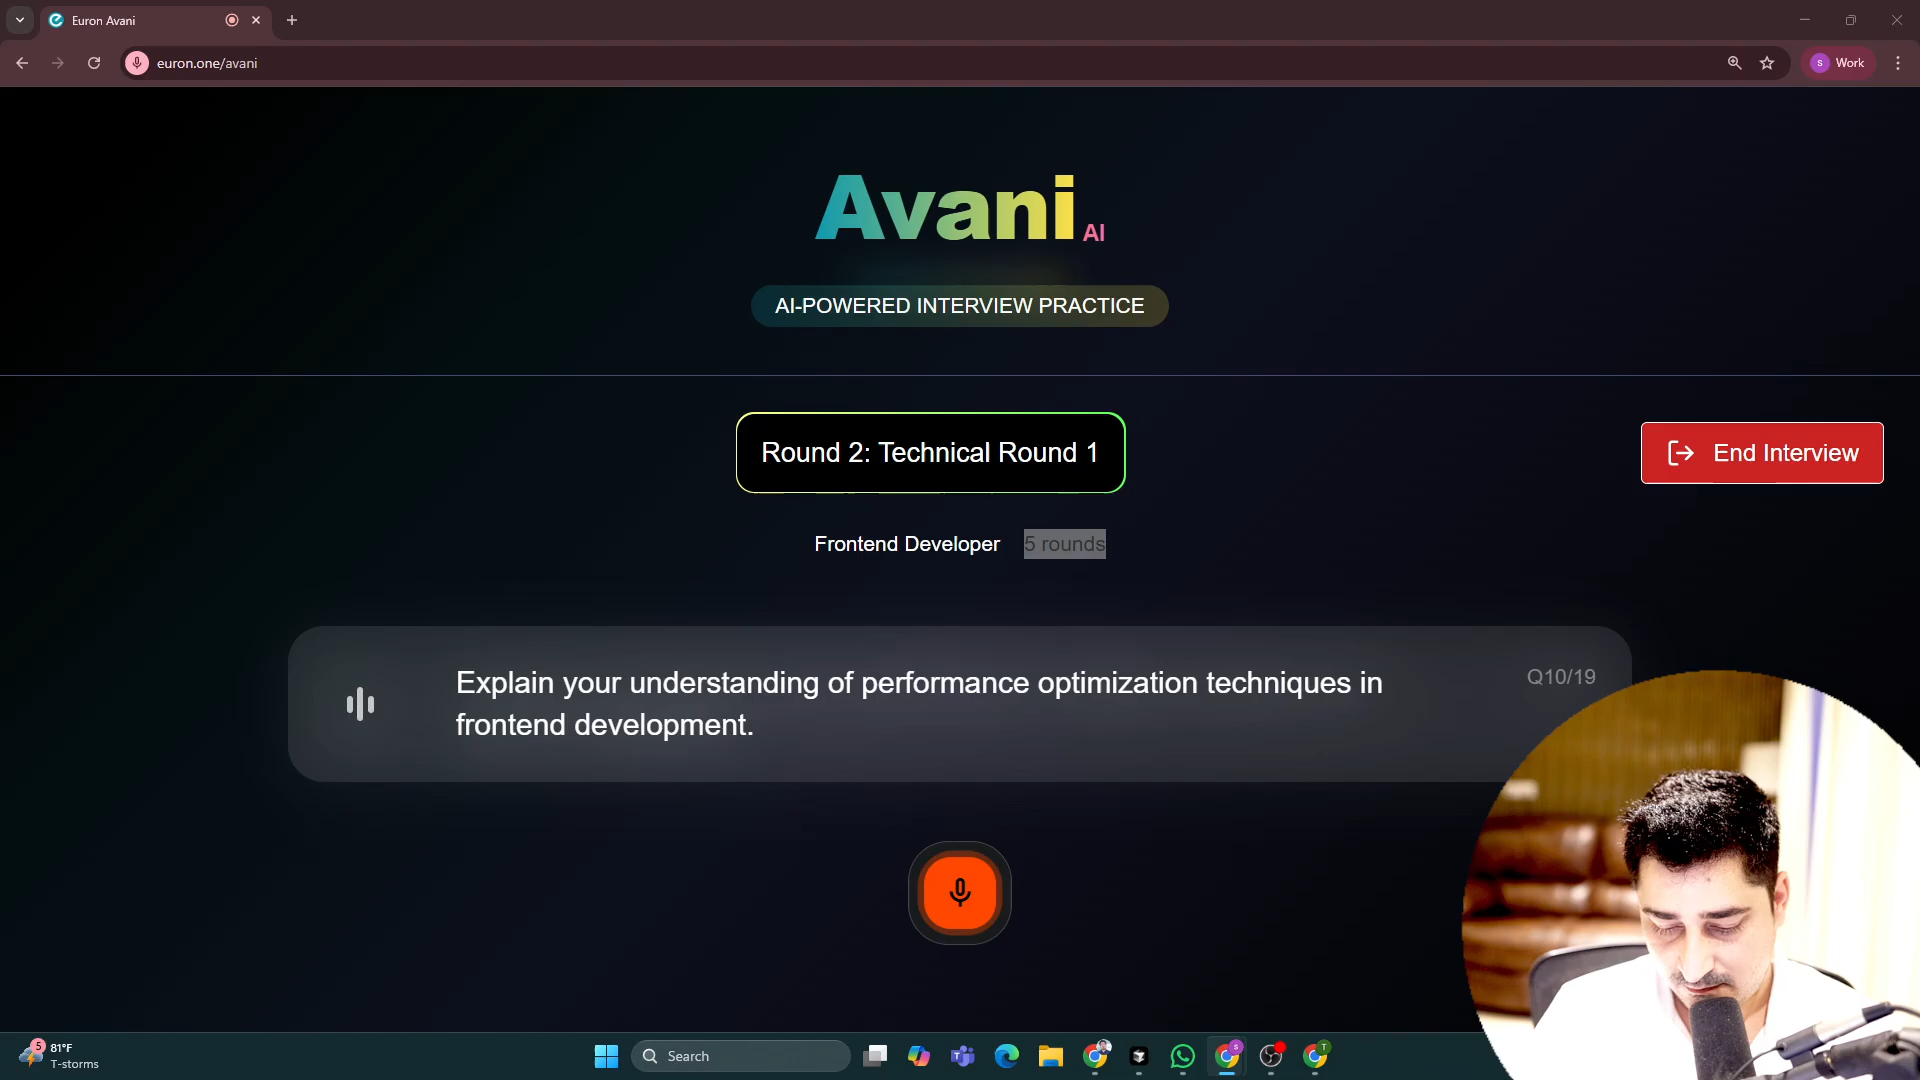 Euron Avani
euron.one/avani
S Work
Avani AI
AI-POWERED INTERVIEW PRACTICE
Round 2: Technical Round 1
End Interview
Frontend Developer 5 rounds
Explain your understanding of performance optimization techniques in
frontend development.
Q10/19
5 81°F
T-storms
Search
S
T